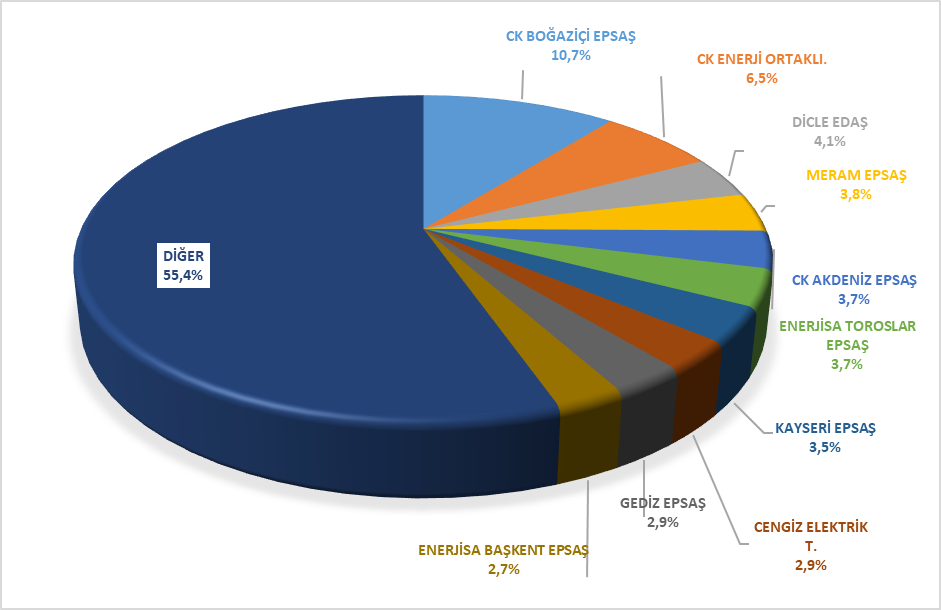 CK BOĞAZİÇİ EPSAŞ
10,7%
CK ENERJİ ORTAKLI.
6,5%
DİCLE EDAŞ
4,1%
MERAM EPSAŞ
3,8%
CK AKDENİZ EPSAŞ
3,7%
ENERJİSA TOROSLAR
EPSAŞ
3,7%
KAYSERİ EPSAŞ
3,5%
CENGİZ ELEKTRİK
T.
2,9%
GEDİZ EPSAŞ
2,9%
ENERJİSA BAŞKENT EPSAŞ
2,7%
DİĞER
55,4%